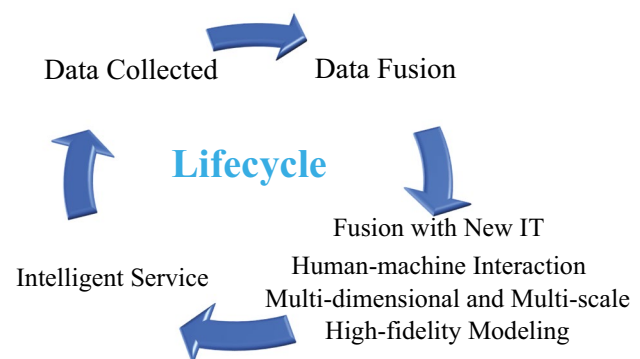 Data Collected
Data Fusion
Lifecycle
Fusion with New IT
Human-machine Interaction
Multi-dimensional and Multi-scale
High-fidelity Modeling
Intelligent Service